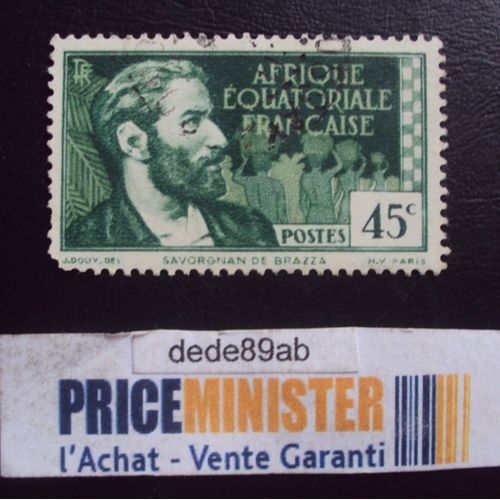 RF
AFRIQUE
ÉQUATORIALE
FRANÇAISE
POSTES 45c
J.DOUY.DEL. SAVORGNAN DE BRAZZA H.V PARIS
dede89ab
PRICEMINISTER
l'Achat - Vente Garanti